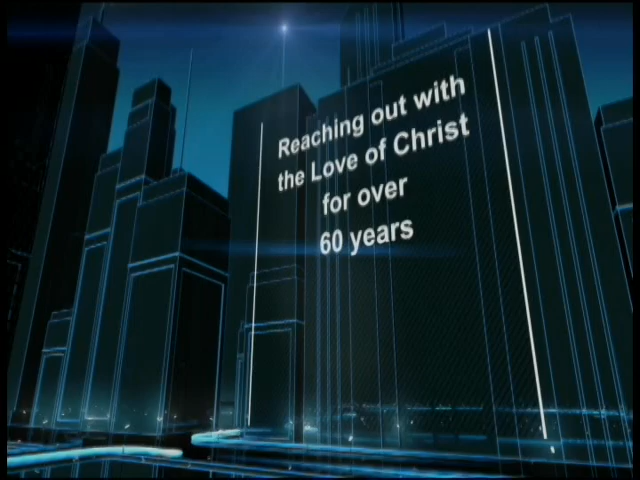 Reaching out with
the Love of Christ
for over
60 years